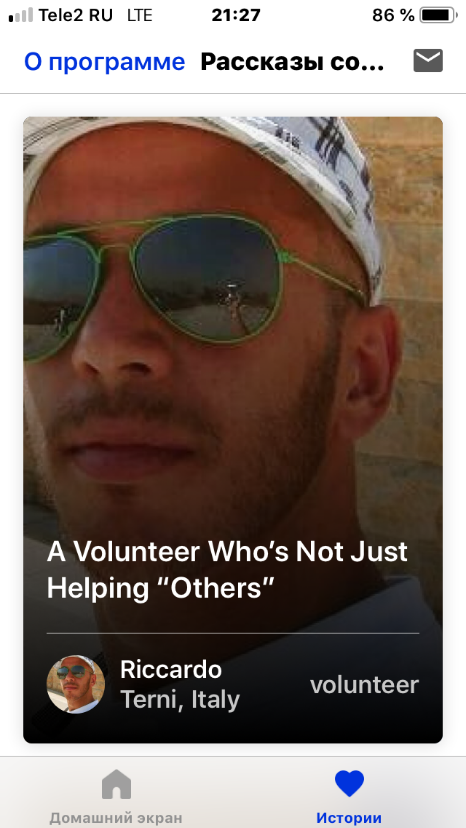 Tele2 RU LTE 21:27 86 %
О программе Рассказы со...
A Volunteer Who’s Not Just
Helping “Others”
Riccardo
Terni, Italy
volunteer
Домашний экран
Истории